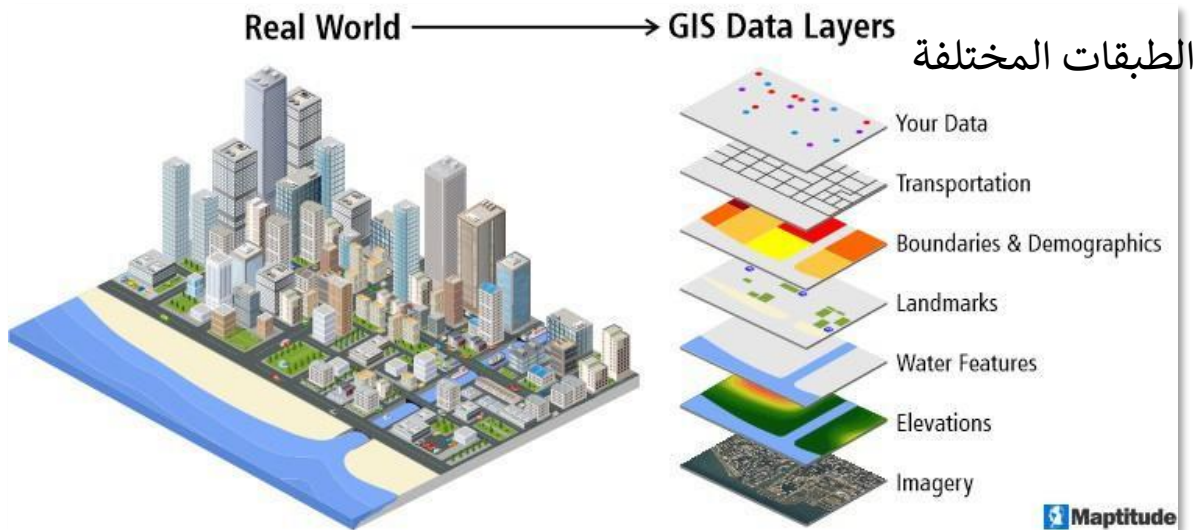 Real World
GIS Data Layers
الطبقات المختلفة
Your Data
Transportation
Boundaries & Demographics
Landmarks
Water Features
Elevations
Imagery
Maptitude